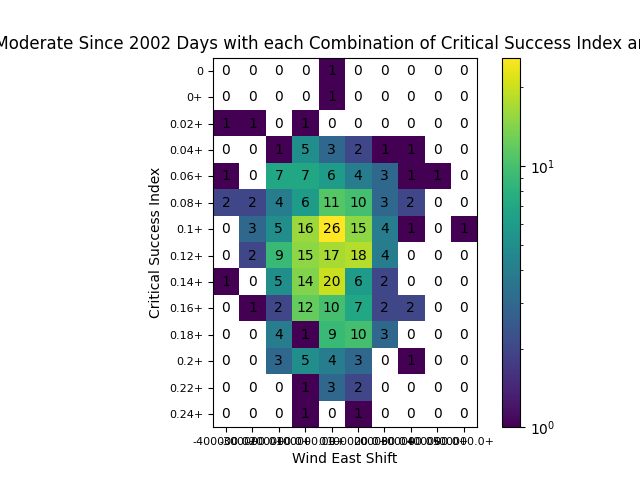 Moderate Since 2002 Days with each Combination of Critical Success Index
Critical Success Index
0 0 0 0 0 1 0 0 0 0 0
0+ 0 0 0 0 1 0 0 0 0 0
0.02+ 1 1 0 1 0 0 0 0 0 0
0.04+ 0 0 1 5 3 2 1 1 0 0
0.06+ 1 0 7 7 6 4 3 1 1 0
0.08+ 2 2 4 6 11 10 3 2 0 0
0.1+ 0 3 5 16 26 15 4 1 0 1
0.12+ 0 2 9 15 17 18 4 0 0 0
0.14+ 1 0 5 14 20 6 2 0 0 0
0.16+ 0 1 2 12 10 7 2 2 0 0
0.18+ 0 0 4 1 9 10 3 0 0 0
0.2+ 0 0 3 5 4 3 0 1 0 0
0.22+ 0 0 0 1 3 2 0 0 0 0
0.24+ 0 0 0 1 0 1 0 0 0 0
Wind East Shift
10¹
10⁰